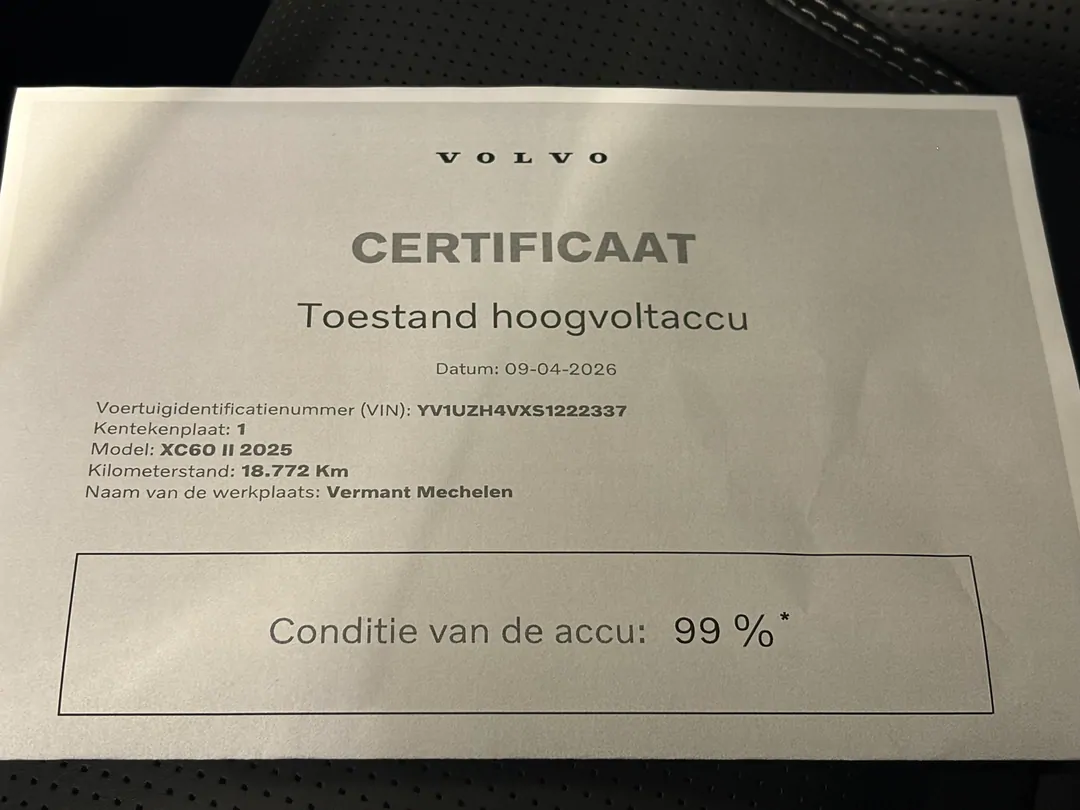 VOLVO
CERTIFICAAT
Toestand hoogvoltaccu
Datum: 09-04-2026
Voertuigidentificatienummer (VIN): YV1UZH4VXS1222337
Kentekenplaat: 1
Model: XC60 II 2025
Kilometerstand: 18.772 Km
Naam van de werkplaats: Vermant Mechelen
Conditie van de accu: 99 %*